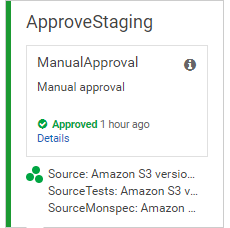 ApproveStaging
ManualApproval
Manual approval
Approved 1 hour ago
Details
Source: Amazon S3 versio...
SourceTests: Amazon S3 v...
SourceMonspec: Amazon ...